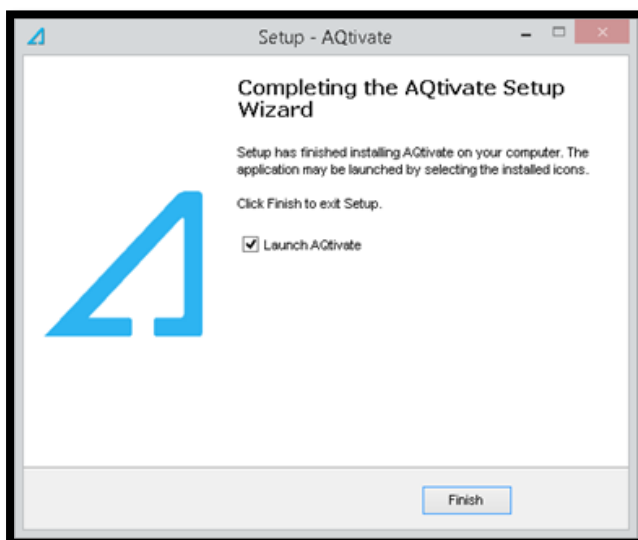 Setup - AQtivate
Completing the AQtivate Setup
Wizard
Setup has finished installing AQtivate on your computer. The
application may be launched by selecting the installed icons.
Click Finish to exit Setup.
Launch AQtivate
Finish